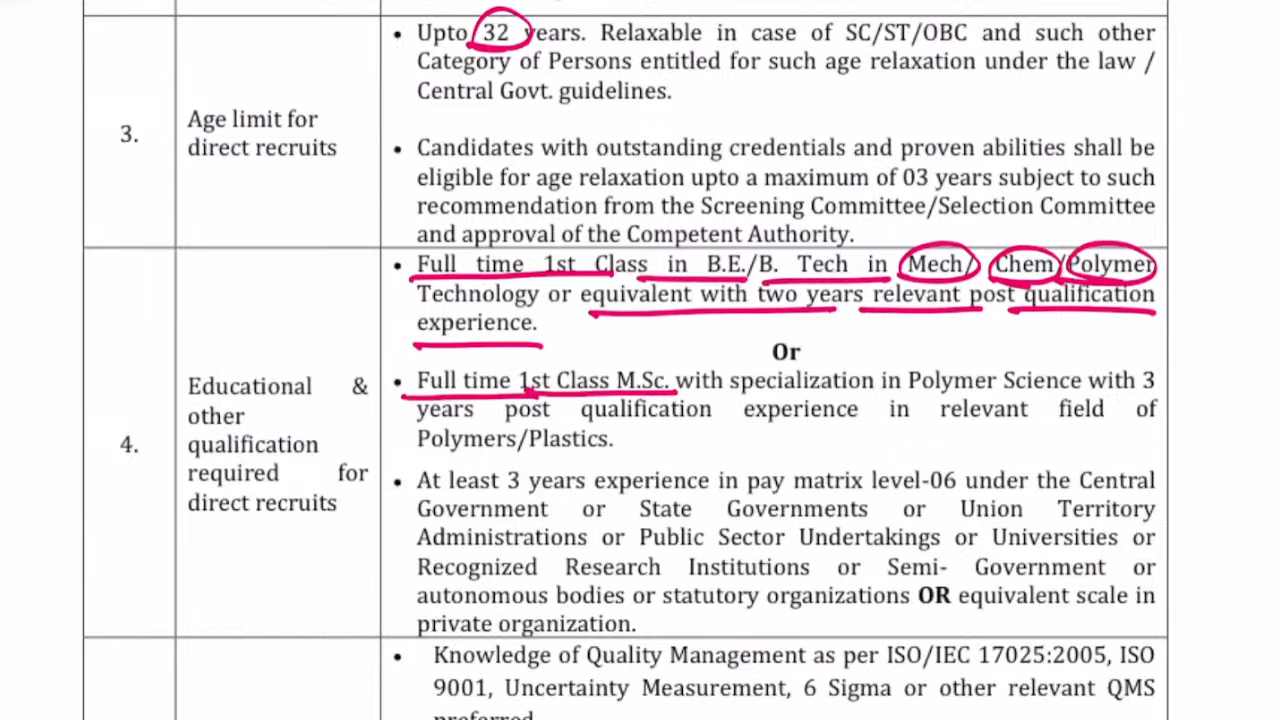 • Upto 32 years. Relaxable in case of SC/ST/OBC and such other
Category of Persons entitled for such age relaxation under the law /
Central Govt. guidelines.
3.
Age limit for
direct recruits
• Candidates with outstanding credentials and proven abilities shall be
eligible for age relaxation upto a maximum of 03 years subject to such
recommendation from the Screening Committee/Selection Committee
and approval of the Competent Authority.
• Full time 1st Class in B.E./B. Tech in Mech/ Chem/Polymer
Technology or equivalent with two years relevant post qualification
experience.
Or
4.
Educational &
other
qualification
required for
direct recruits
• Full time 1st Class M.Sc. with specialization in Polymer Science with 3
years post qualification experience in relevant field of
Polymers/Plastics.
• At least 3 years experience in pay matrix level-06 under the Central
Government or State Governments or Union Territory
Administrations or Public Sector Undertakings or Universities or
Recognized Research Institutions or Semi- Government or
autonomous bodies or statutory organizations OR equivalent scale in
private organization.
• Knowledge of Quality Management as per ISO/IEC 17025:2005, ISO
9001, Uncertainty Measurement, 6 Sigma or other relevant QMS
preferred